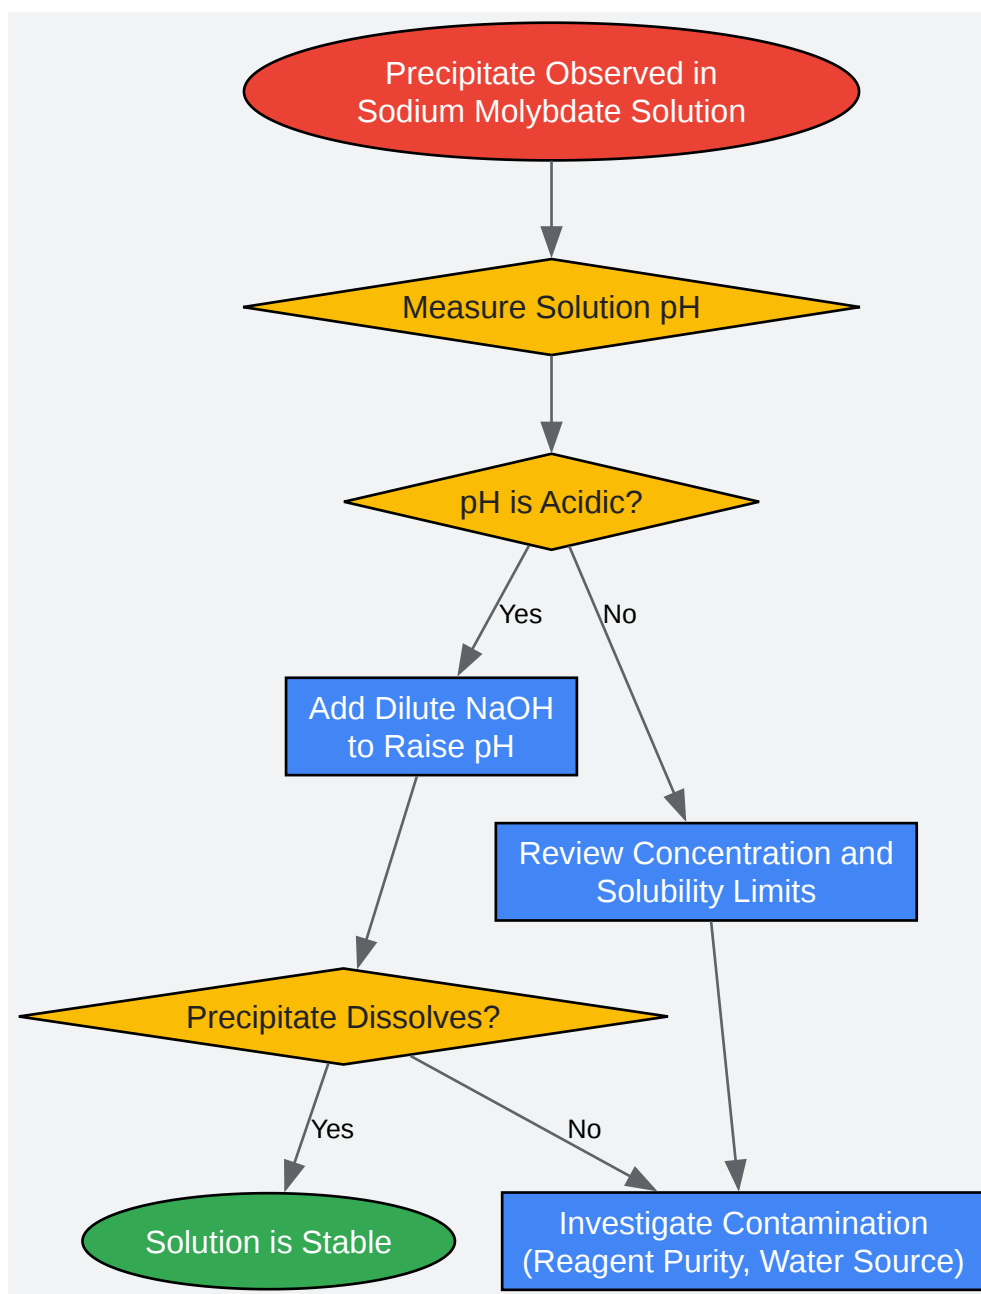 Precipitate Observed in
Sodium Molybdate Solution
Measure Solution pH
pH is Acidic?
Yes
No
Add Dilute NaOH
to Raise pH
Review Concentration and
Solubility Limits
Precipitate Dissolves?
Yes
No
Solution is Stable
Investigate Contamination
(Reagent Purity, Water Source)